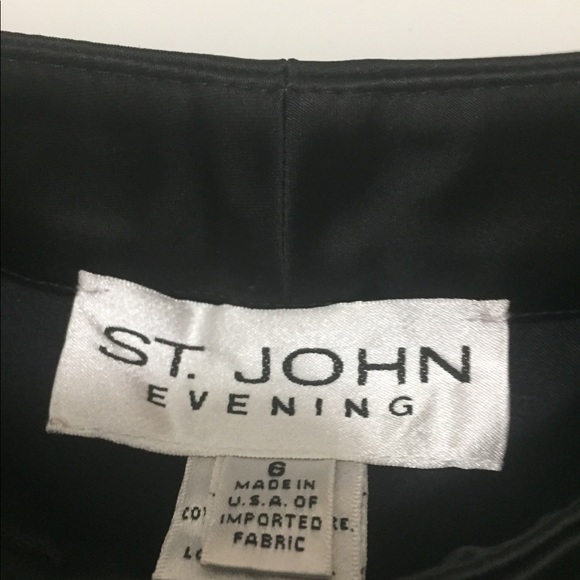 ST. JOHN
EVENING
6
MADE IN
U.S.A. OF
IMPORTED
FABRIC